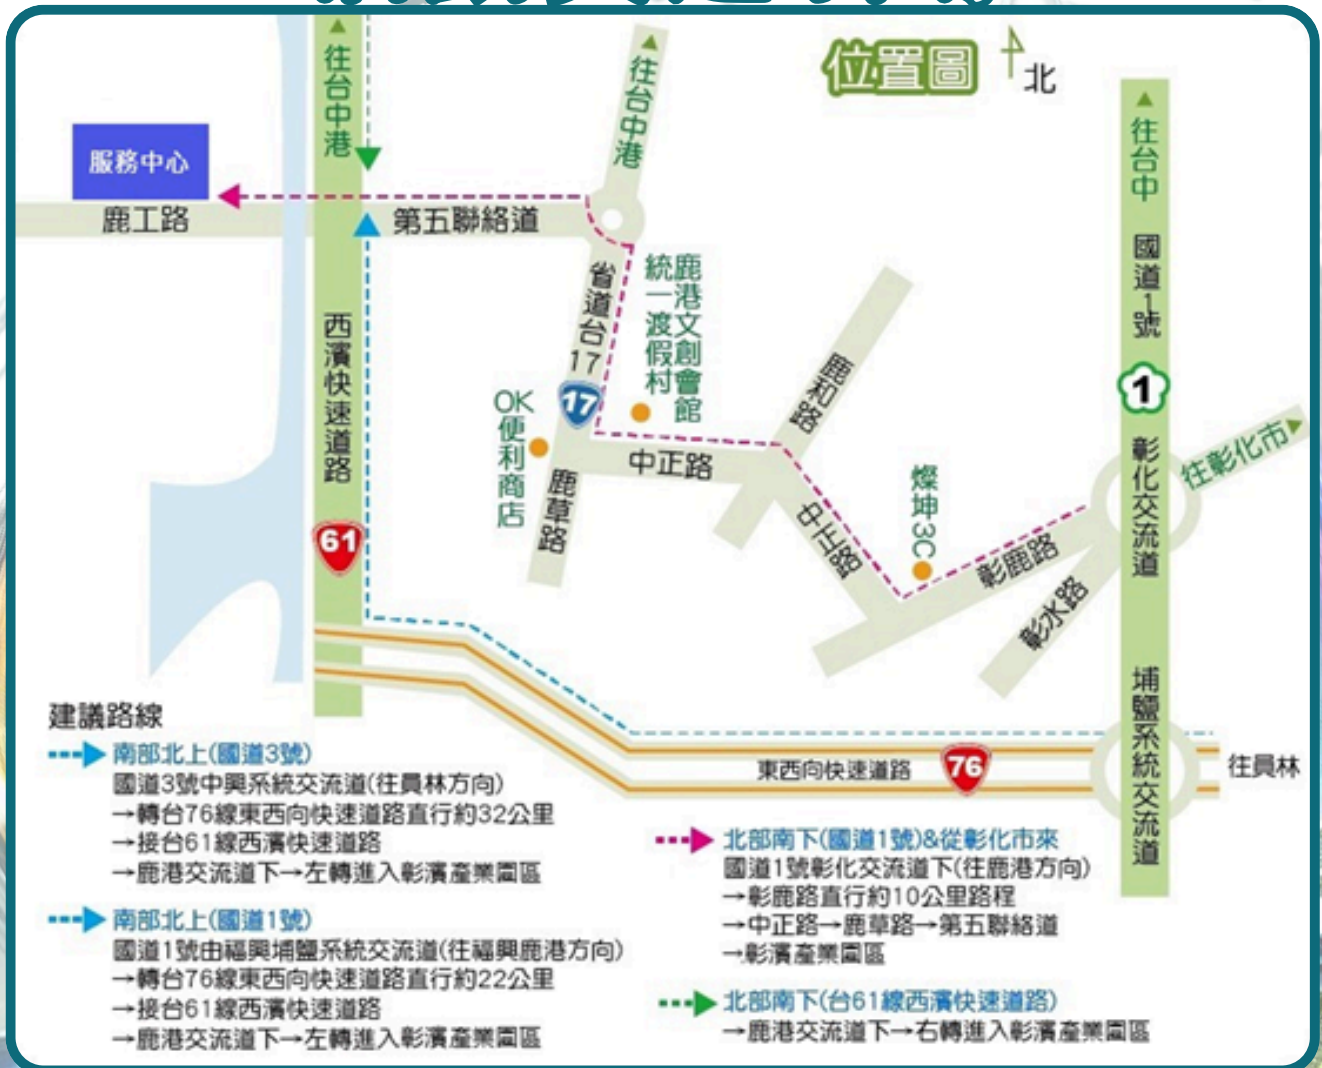 位置圖
北
往台中港
往台中港
往台中
國道1號
1
服務中心
鹿工路
第五聯絡道
省道台17
17
鹿港文創會館
統一渡假村
西濱快速道路
61
OK便利商店
鹿草路
中正路
鹿和路
中正路
燦坤3C
彰鹿路
彰水路
彰化交流道
往彰化市
埔鹽系統交流道
東西向快速道路
76
往員林
建議路線
南部北上(國道3號)
國道3號中興系統交流道(往員林方向)
→轉台76線東西向快速道路直行約32公里
→接台61線西濱快速道路
→鹿港交流道下→左轉進入彰濱產業園區
南部北上(國道1號)
國道1號由福興埔鹽系統交流道(往福興鹿港方向)
→轉台76線東西向快速道路直行約22公里
→接台61線西濱快速道路
→鹿港交流道下→左轉進入彰濱產業園區
北部南下(國道1號)&從彰化市來
國道1號彰化交流道下(往鹿港方向)
→彰鹿路直行約10公里路程
→中正路→鹿草路→第五聯絡道
→彰濱產業園區
北部南下(台61線西濱快速道路)
→鹿港交流道下→右轉進入彰濱產業園區